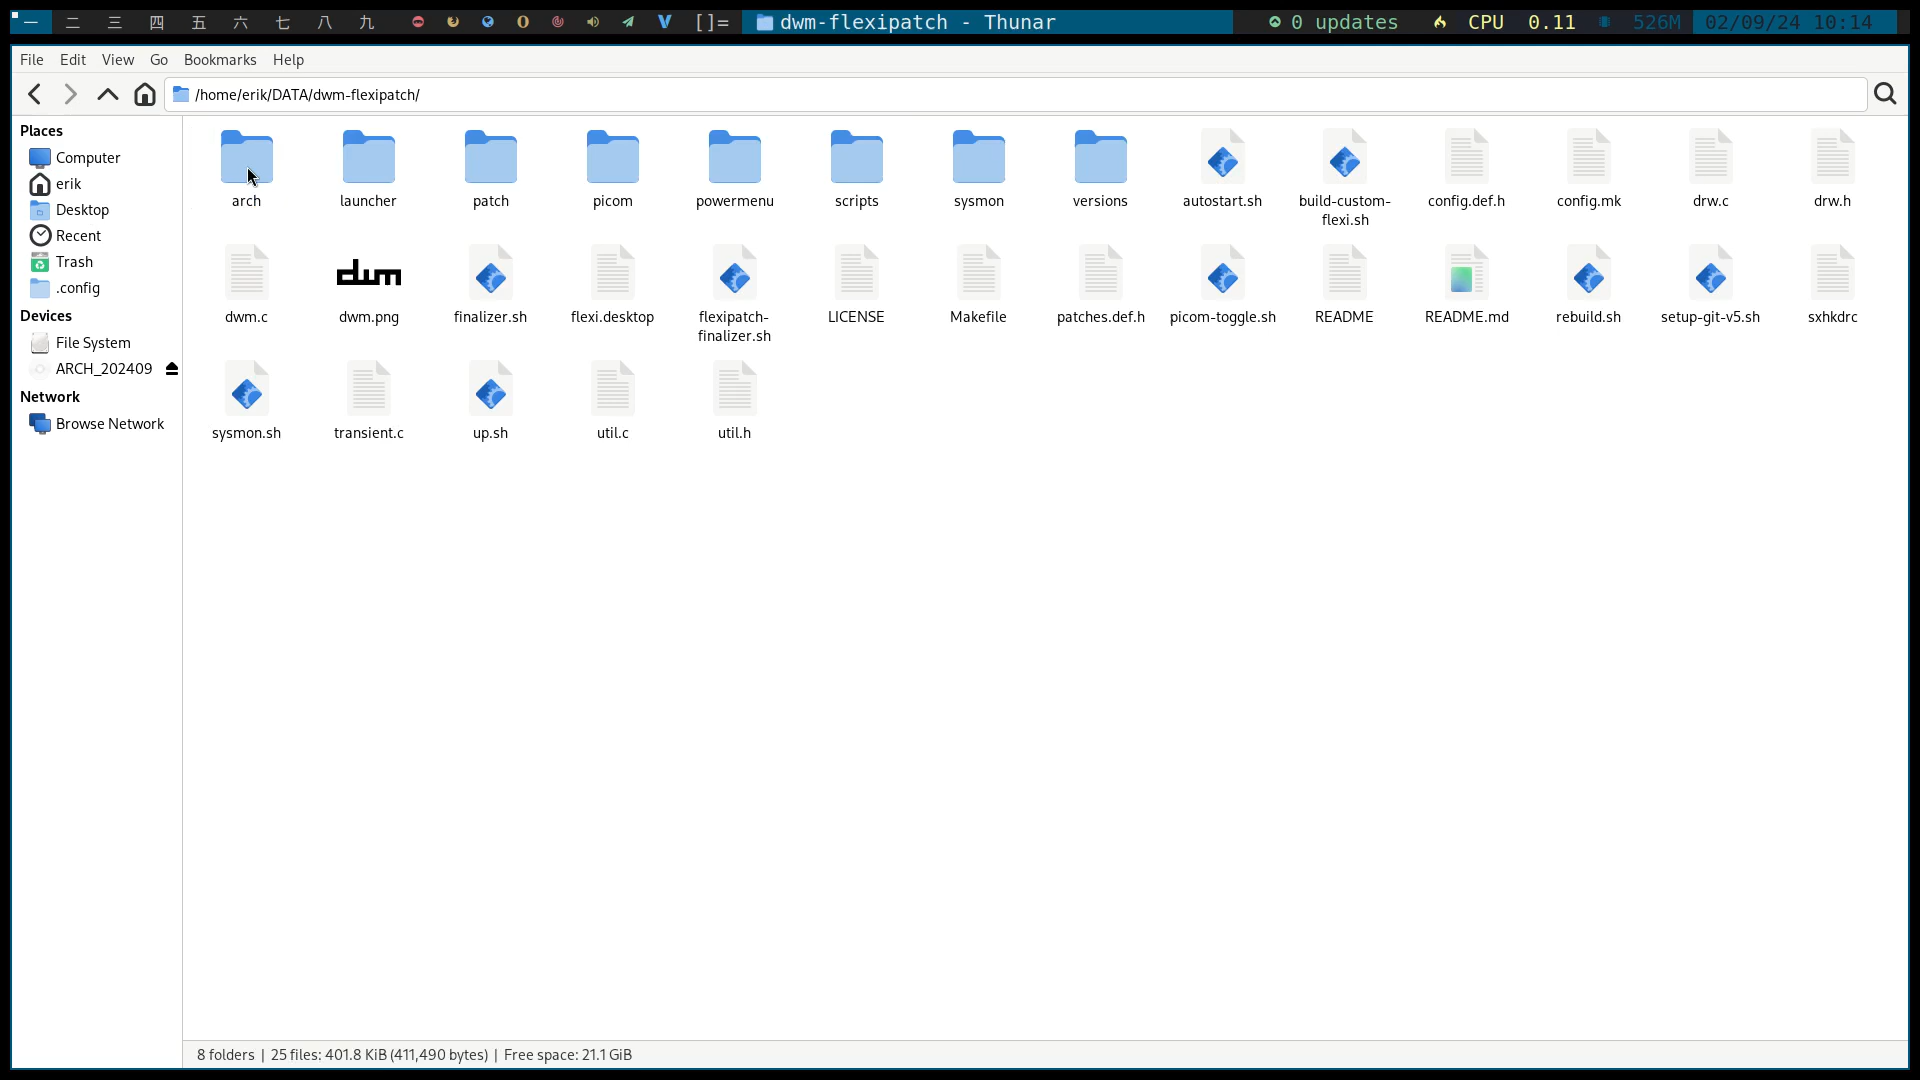 一 二 三 四 五 六 七 八 九 []= dwm-flexipatch - Thunar 0 updates CPU 0.11 526M 02/09/24 10:14
File Edit View Go Bookmarks Help
/home/erik/DATA/dwm-flexipatch/
Places
Computer
erik
Desktop
Recent
Trash
.config
Devices
File System
ARCH_202409
Network
Browse Network
arch launcher patch picom powermenu scripts sysmon versions autostart.sh build-custom-
flexi.sh config.def.h config.mk drw.c drw.h
dwm.c dwm
dwm.png finalizer.sh flexi.desktop flexipatch-
finalizer.sh LICENSE Makefile patches.def.h picom-toggle.sh README README.md rebuild.sh setup-git-v5.sh sxhkdrc
sysmon.sh transient.c up.sh util.c util.h
8 folders | 25 files: 401.8 KiB (411,490 bytes) | Free space: 21.1 GiB